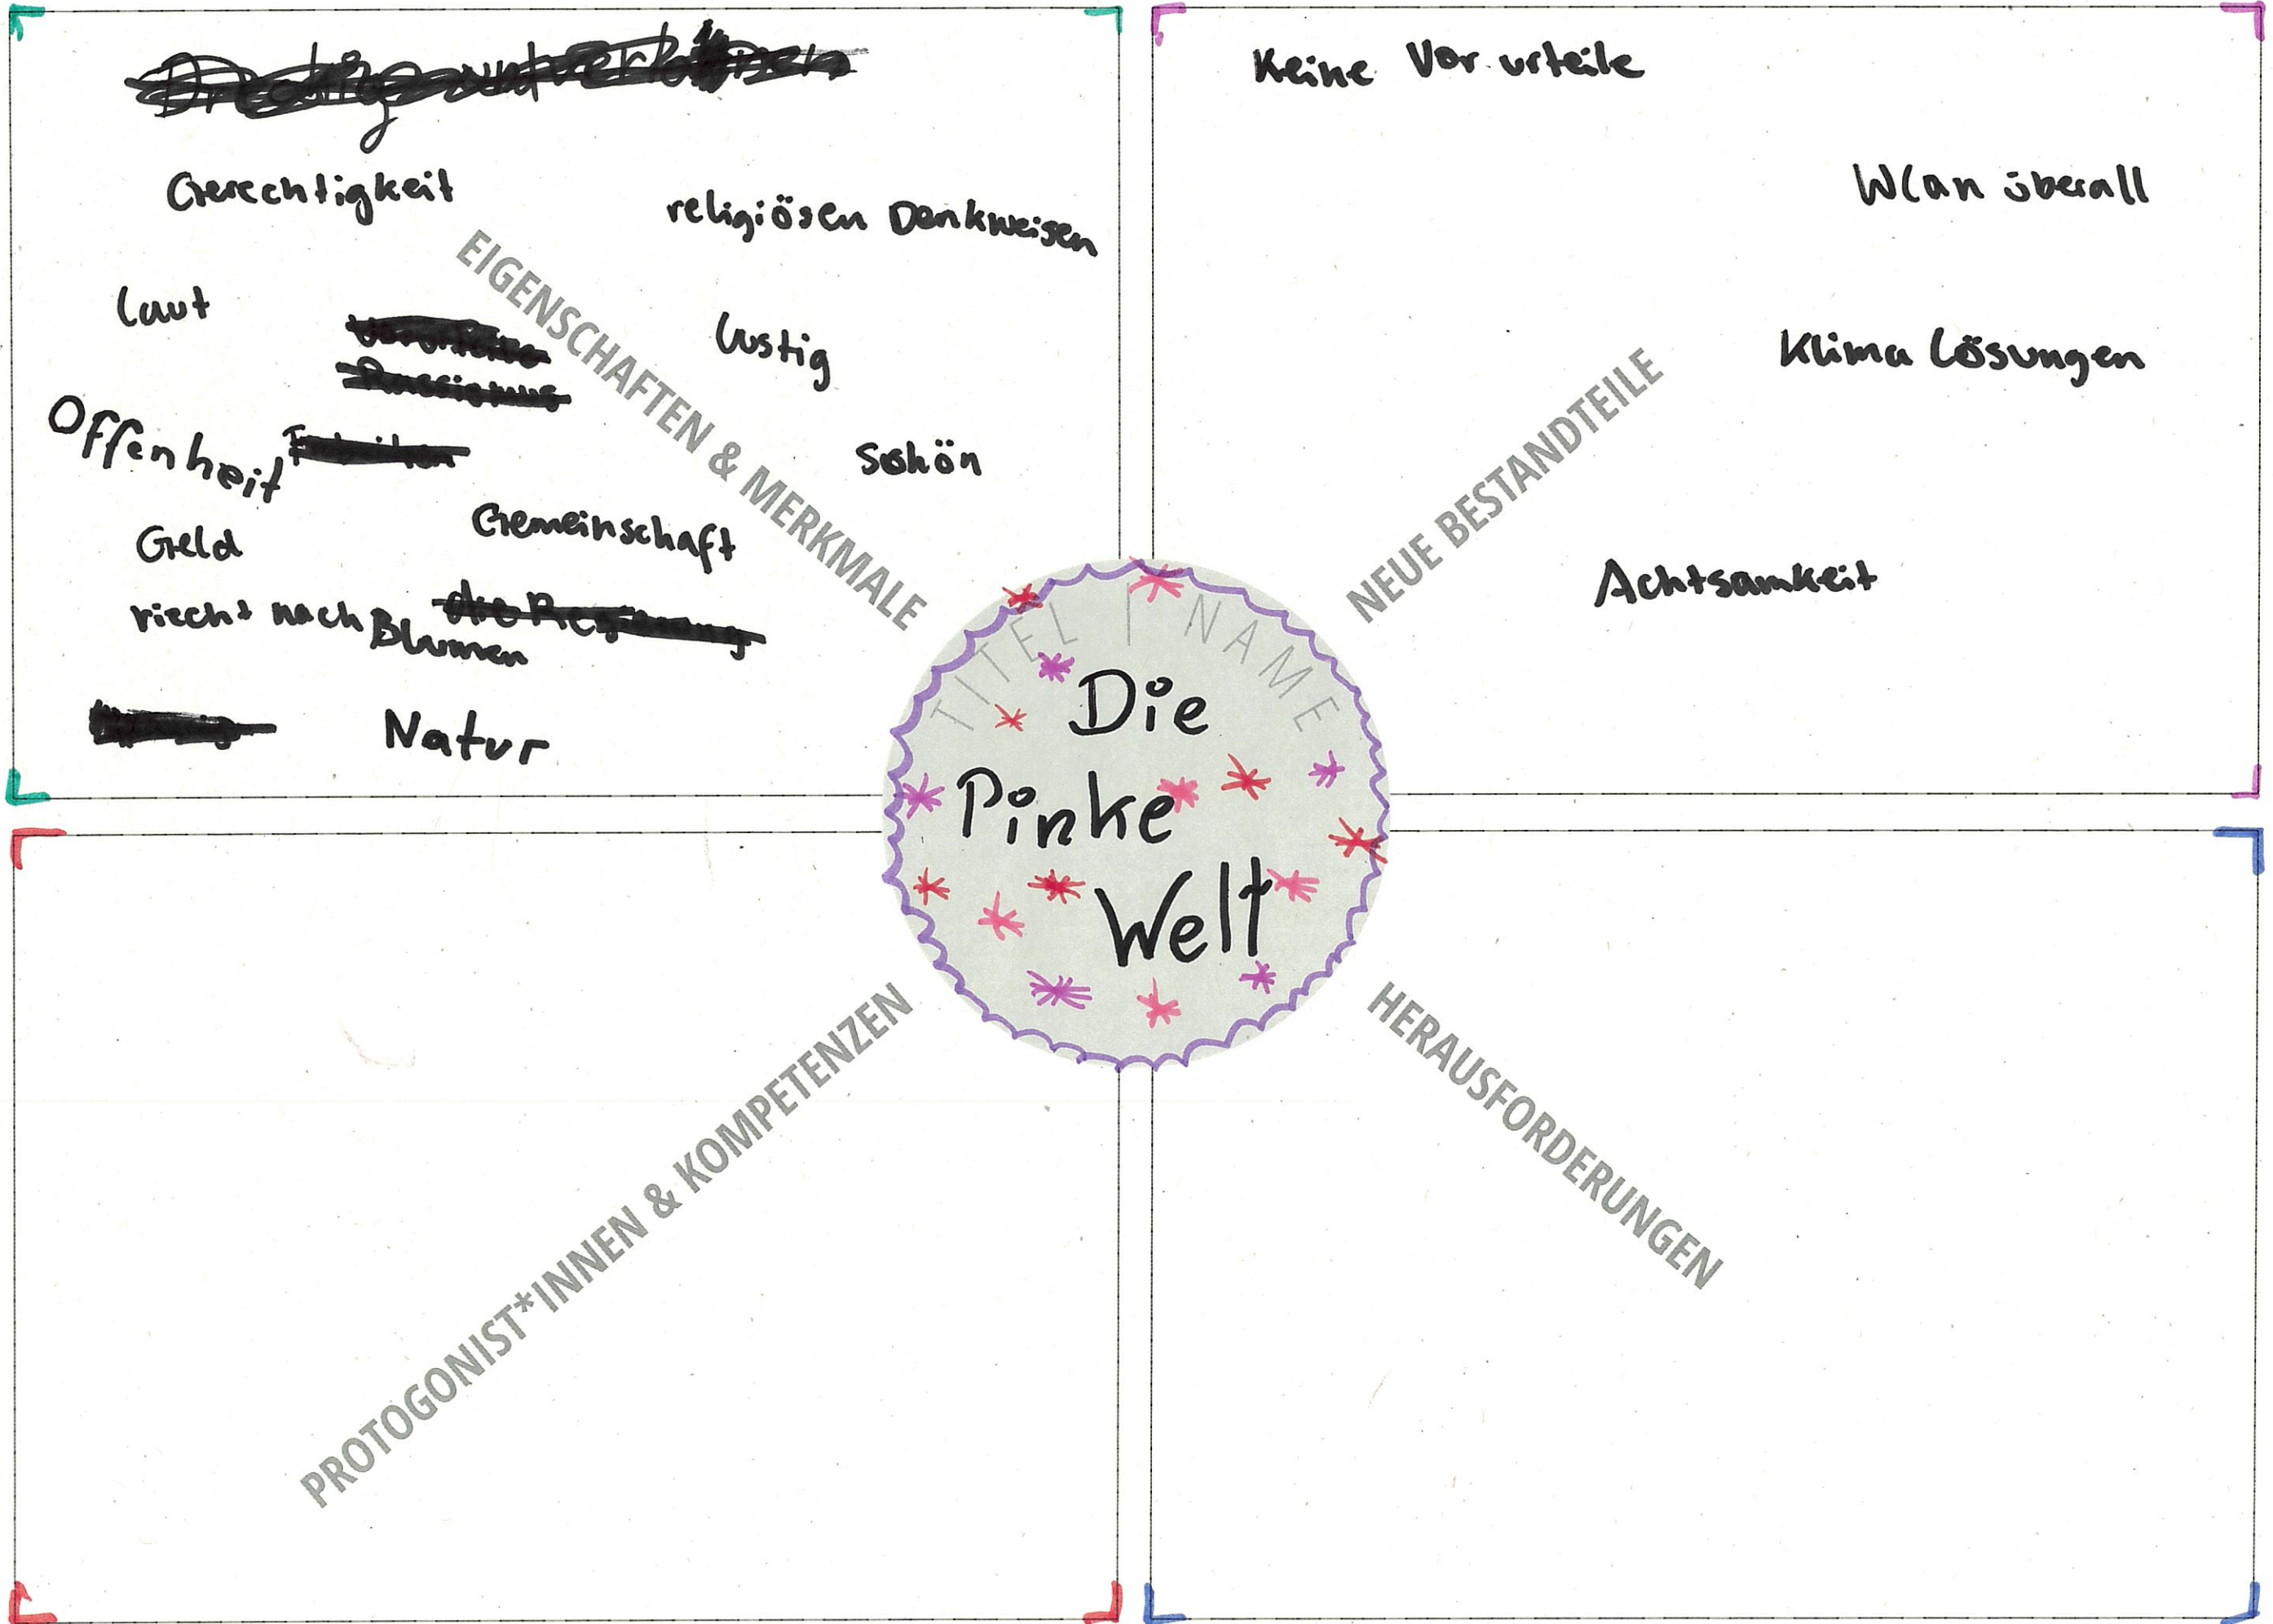 Gerechtigkeit
religiösen Denkweisen
laut
lustig
Offenheit
schön
Geld
Gemeinschaft
riecht nach
Blumen
Natur
EIGENSCHAFTEN & MERKMALE
Keine Vor urteile
Wlan überall
Klima lösungen
Achtsamkeit
NEUE BESTANDTEILE
TITEL | NAME
Die
Pinke
Welt
PROTOGONIST*INNEN & KOMPETENZEN
HERAUSFORDERUNGEN